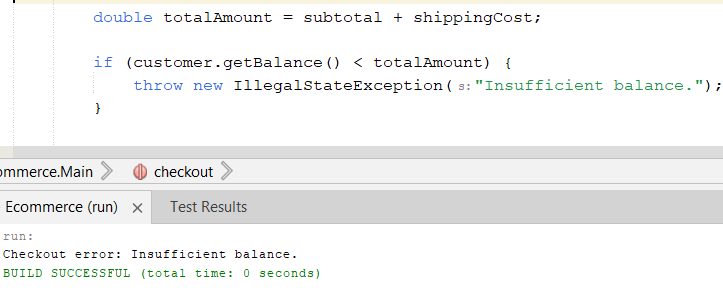 double totalAmount = subtotal + shippingCost;
if (customer.getBalance() < totalAmount) {
throw new IllegalStateException(s:"Insufficient balance.");
}
ommerce.Main checkout
Ecommerce (run) × Test Results
run:
Checkout error: Insufficient balance.
BUILD SUCCESSFUL (total time: 0 seconds)